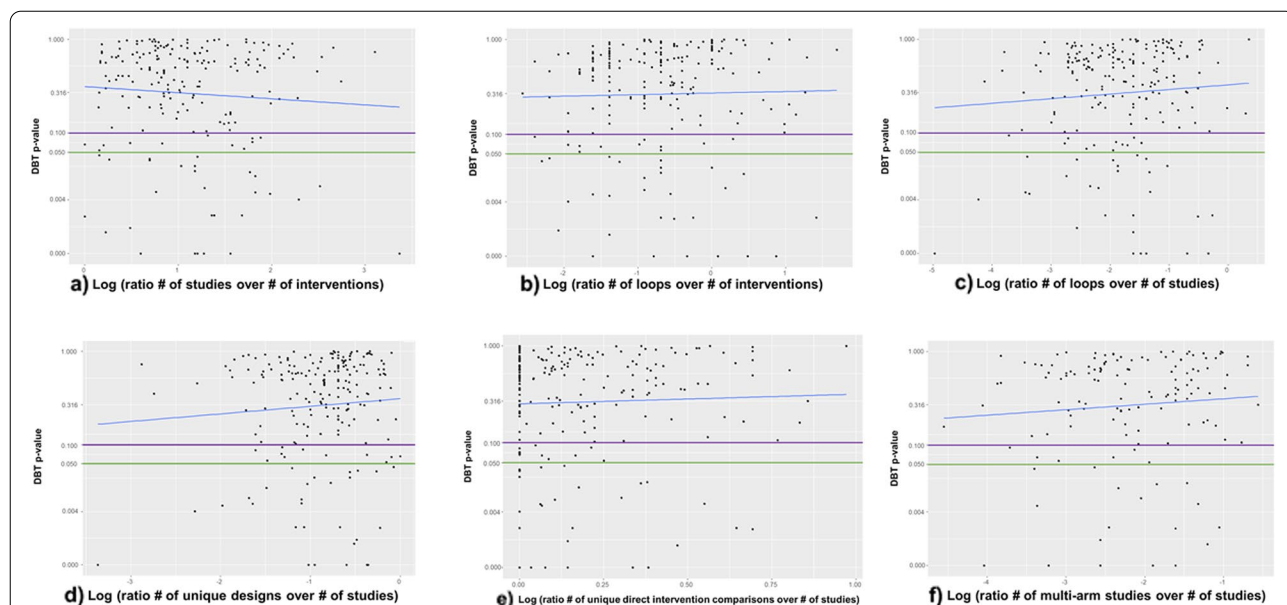 1.000
0.316
0.100
0.050
0.004
0.000
DBT p-value
0 1 2 3
a) Log (ratio # of studies over # of interventions)
1.000
0.316
0.100
0.050
0.004
0.000
DBT p-value
-2 -1 0 1
b) Log (ratio # of loops over # of interventions)
1.000
0.316
0.100
0.050
0.004
0.000
DBT p-value
-5 -4 -3 -2 -1 0
c) Log (ratio # of loops over # of studies)
1.000
0.316
0.100
0.050
0.004
0.000
DBT p-value
-3 -2 -1 0
d) Log (ratio # of unique designs over # of studies)
1.000
0.316
0.100
0.050
0.004
0.000
DBT p-value
0.00 0.25 0.50 0.75 1.00
e) Log (ratio # of unique direct intervention comparisons over # of studies)
1.000
0.316
0.100
0.050
0.004
0.000
DBT p-value
-4 -3 -2 -1
f) Log (ratio # of multi-arm studies over # of studies)